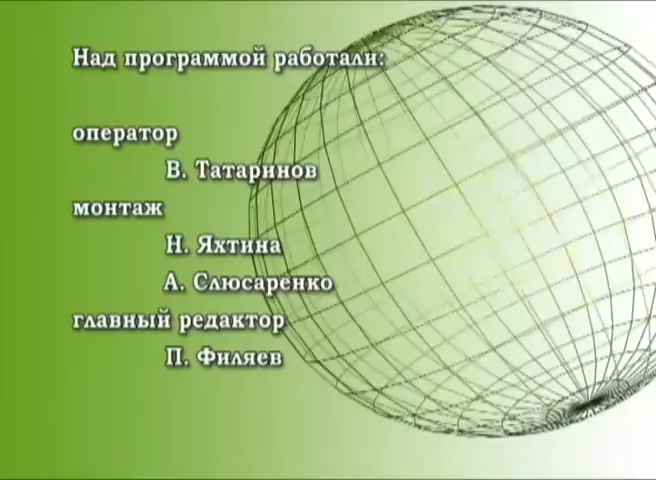 Над программой работали:
оператор
В. Татаринов
монтаж
Н. Яхтина
А. Слюсаренко
главный редактор
П. Филяев